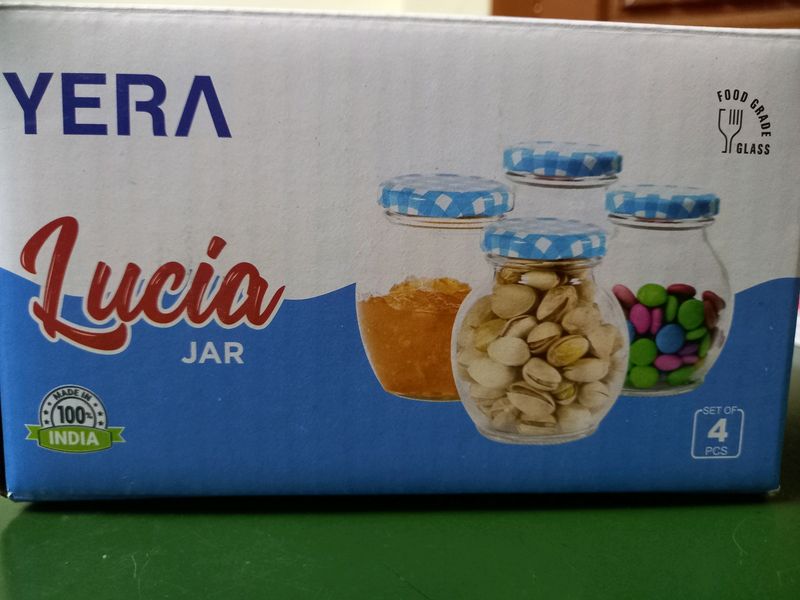 YERA
FOOD GRADE
GLASS
Lucia
JAR
MADE IN
100%
INDIA
SET OF
4
PCS